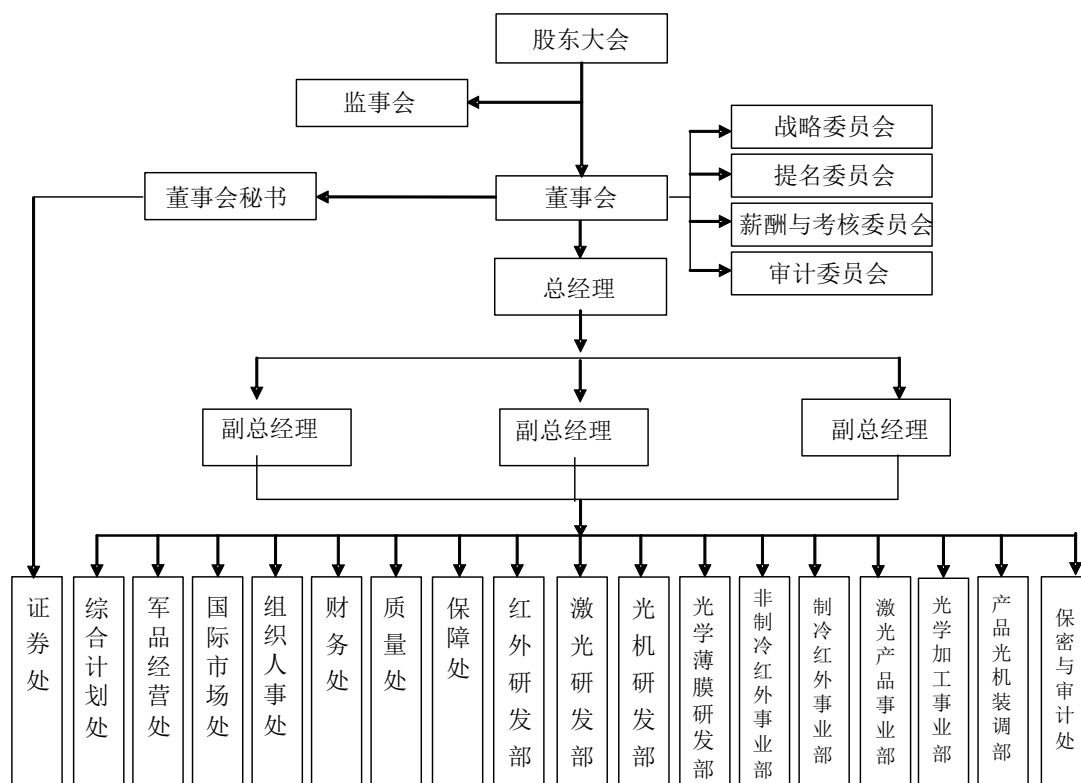 股东大会
监事会
战略委员会
提名委员会
董事会秘书
董事会
薪酬与考核委员会
审计委员会
总经理
副总经理
副总经理
副总经理
证券处
综合计划处
军品经营处
国际市场处
组织人事处
财务处
质量处
保障处
红外研发部
激光研发部
光机研发部
光学薄膜研发部
非制冷红外事业部
制冷红外事业部
激光产品事业部
光学加工事业部
产品光机装调部
保密与审计处